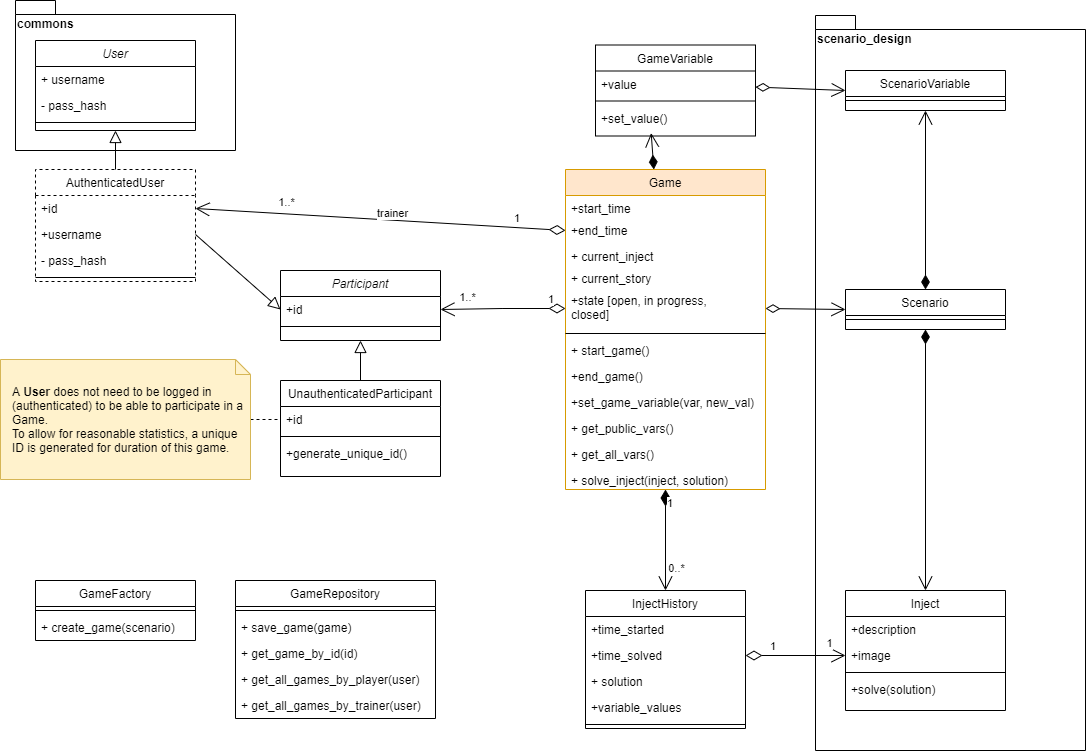 commons
User
+ username
- pass_hash
AuthenticatedUser
+id
+username
- pass_hash
Participant
+id
UnauthenticatedParticipant
+id
+generate_unique_id()
A User does not need to be logged in
(authenticated) to be able to participate in a
Game.
To allow for reasonable statistics, a unique
ID is generated for duration of this game.
GameFactory
+ create_game(scenario)
GameRepository
+ save_game(game)
+ get_game_by_id(id)
+ get_all_games_by_player(user)
+ get_all_games_by_trainer(user)
1..*
trainer
1
1..*
1
GameVariable
+value
+set_value()
Game
+start_time
+end_time
+ current_inject
+ current_story
+state [open, in progress,
closed]
+ start_game()
+end_game()
+set_game_variable(var, new_val)
+ get_public_vars()
+ get_all_vars()
+ solve_inject(inject, solution)
1
0..*
InjectHistory
+time_started
+time_solved
+ solution
+variable_values
1
1
scenario_design
ScenarioVariable
Scenario
Inject
+description
+image
+solve(solution)